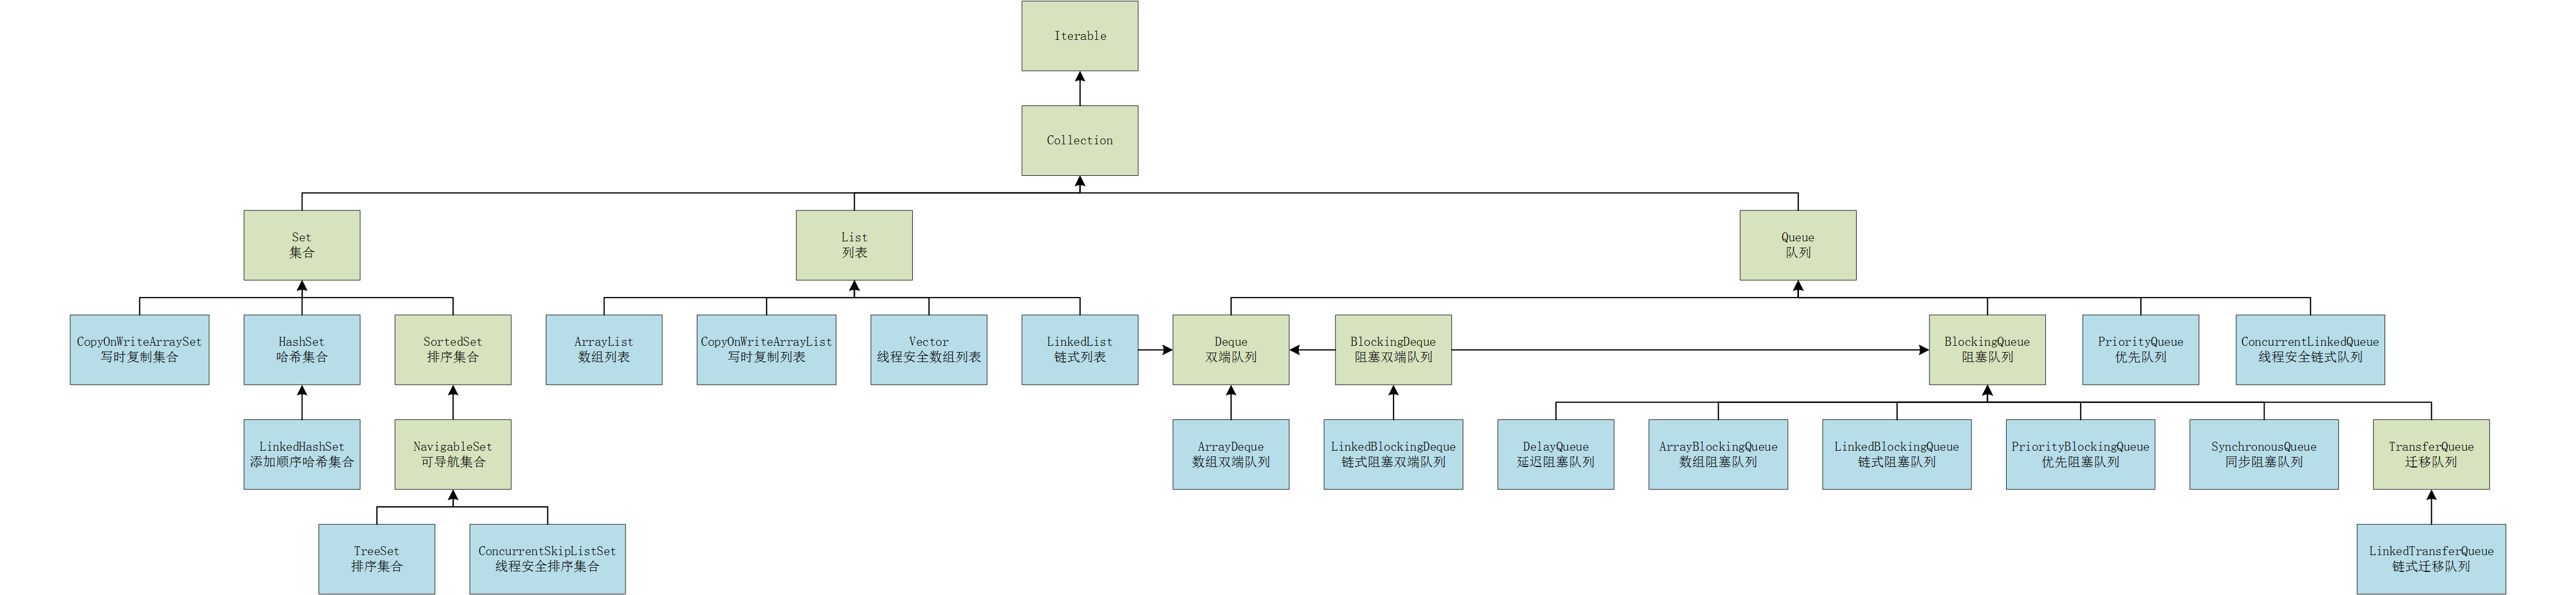 Iterable
Collection
Set
集合
List
列表
Queue
队列
CopyOnWriteArraySet
写时复制集合
HashSet
哈希集合
SortedSet
排序集合
ArrayList
数组列表
CopyOnWriteArrayList
写时复制列表
Vector
线程安全数组列表
LinkedList
链式列表
Deque
双端队列
BlockingDeque
阻塞双端队列
BlockingQueue
阻塞队列
PriorityQueue
优先队列
ConcurrentLinkedQueue
线程安全链式队列
LinkedHashSet
添加顺序哈希集合
NavigableSet
可导航集合
ArrayDeque
数组双端队列
LinkedBlockingDeque
链式阻塞双端队列
DelayQueue
延迟阻塞队列
ArrayBlockingQueue
数组阻塞队列
LinkedBlockingQueue
链式阻塞队列
PriorityBlockingQueue
优先阻塞队列
SynchronousQueue
同步阻塞队列
TransferQueue
迁移队列
TreeSet
排序集合
ConcurrentSkipListSet
线程安全排序集合
LinkedTransferQueue
链式迁移队列